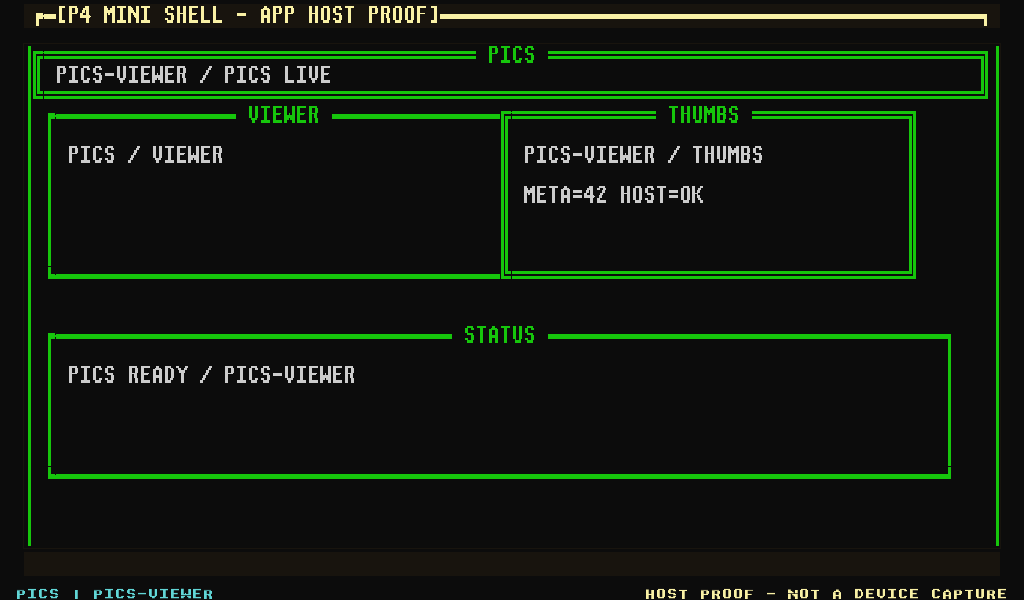 [P4 MINI SHELL - APP HOST PROOF]
PICS
PICS-VIEWER / PICS LIVE
VIEWER
PICS / VIEWER
THUMBS
PICS-VIEWER / THUMBS
META=42 HOST=OK
STATUS
PICS READY / PICS-VIEWER
PICS | PICS-VIEWER
HOST PROOF - NOT A DEVICE CAPTURE